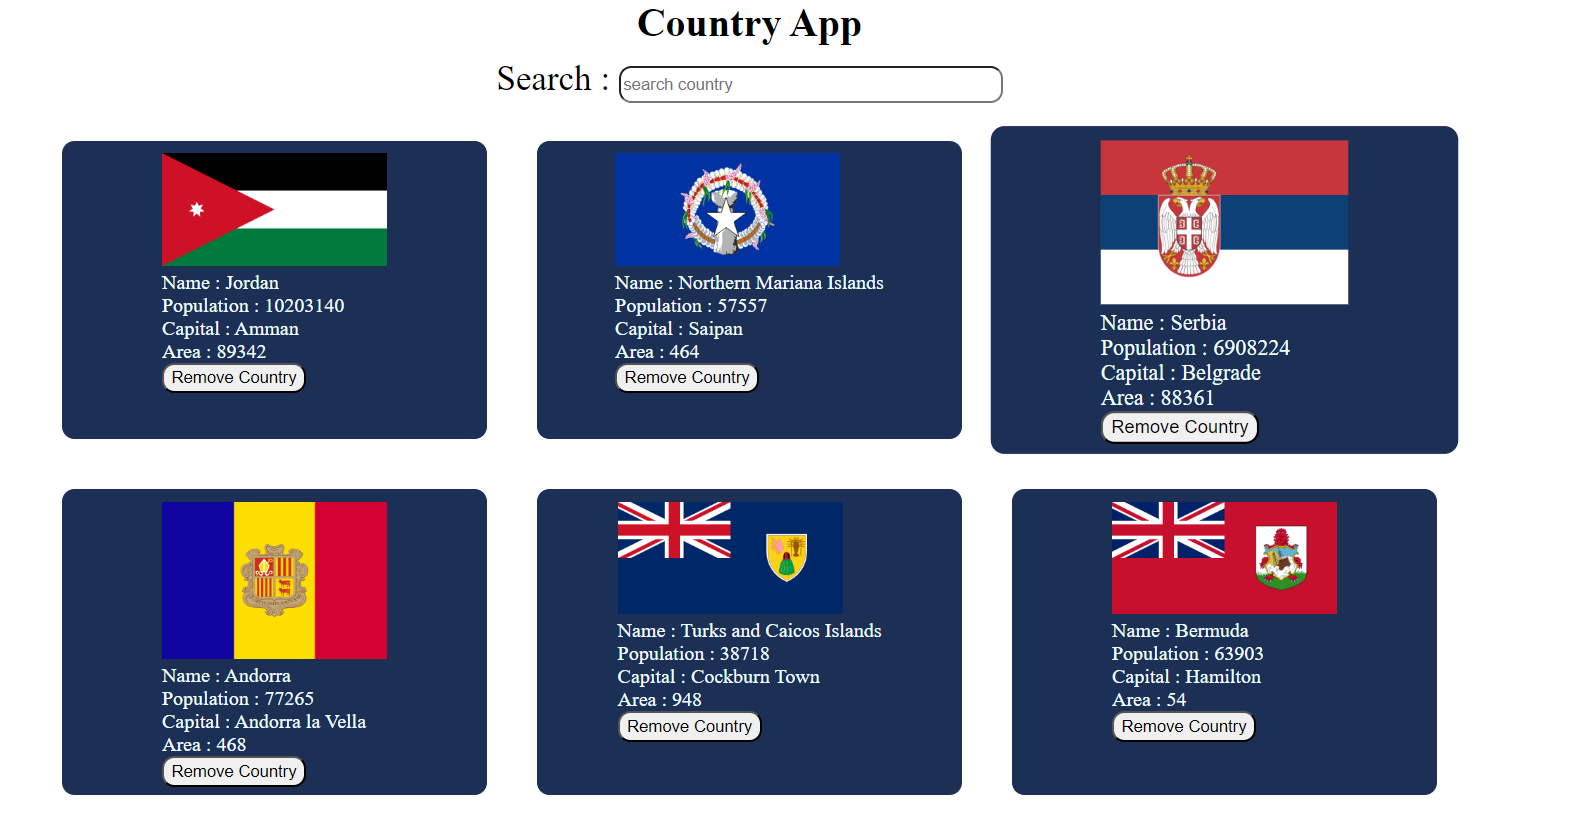 Country App
Search : search country
Name : Jordan
Population : 10203140
Capital : Amman
Area : 89342
Remove Country
Name : Northern Mariana Islands
Population : 57557
Capital : Saipan
Area : 464
Remove Country
Name : Serbia
Population : 6908224
Capital : Belgrade
Area : 88361
Remove Country
Name : Andorra
Population : 77265
Capital : Andorra la Vella
Area : 468
Remove Country
Name : Turks and Caicos Islands
Population : 38718
Capital : Cockburn Town
Area : 948
Remove Country
Name : Bermuda
Population : 63903
Capital : Hamilton
Area : 54
Remove Country